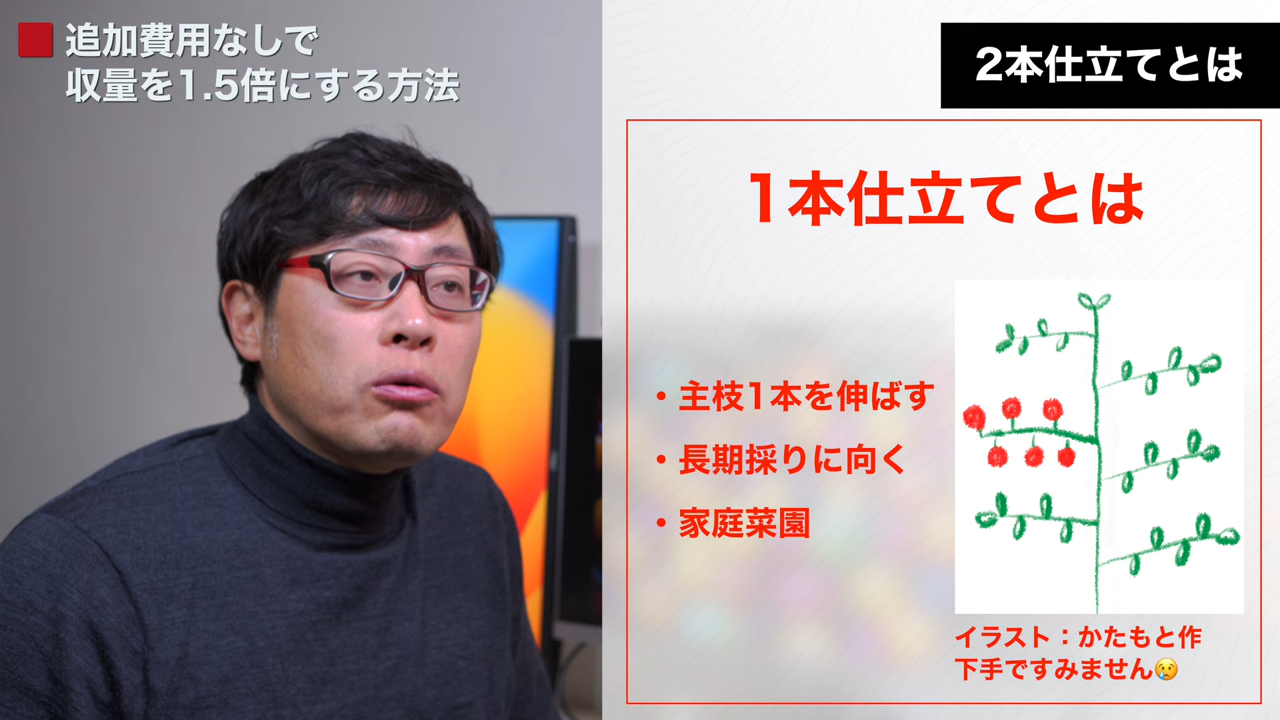 追加費用なしで
収量を1.5倍にする方法
2本仕立てとは
1本仕立てとは
・主枝1本を伸ばす
・長期採りに向く
・家庭菜園
イラスト：かたもと作
下手ですみません😢